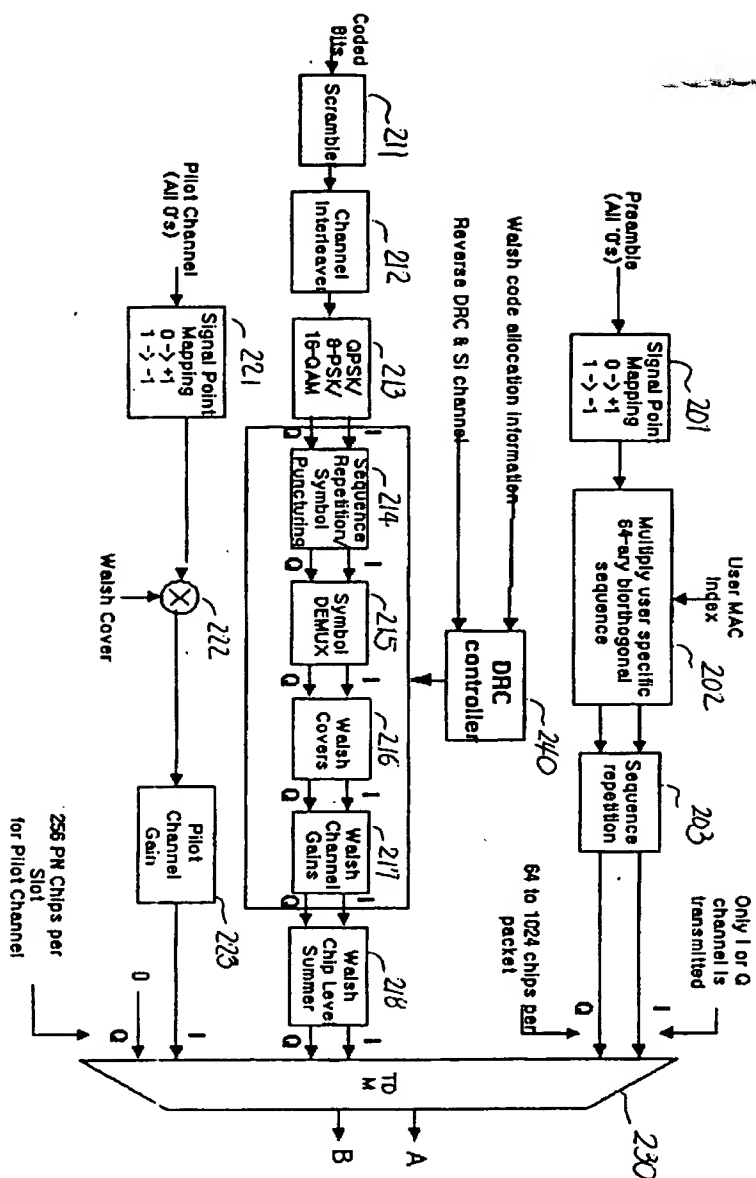 Preamble
(All '0's)
201
Signal Point
Mapping
0 -> +1
1 -> -1
Multiply user specific
64-ary biorthogonal
sequence
202
User MAC
Index
Sequence
repetition
203
Only I or Q
channel is
transmitted
64 to 1024 chips per
packet
I
Q
Walsh code allocation information
Reverse DRC & SI channel
DRC
controller
240
Coded
Bits
Scramble
211
Channel
Interleaver
212
QPSK/
8-PSK/
16-QAM
213
I
Q
Sequence
Repetition/
Symbol
Puncturing
214
I
Q
Symbol
DEMUX
215
I
Q
Walsh
Covers
216
I
Q
Walsh
Channel
Gains
217
I
Q
Walsh
Chip Level
Summer
218
I
Q
Pilot Channel
(All 0's)
Signal Point
Mapping
0 -> +1
1 -> -1
221
X
222
Walsh Cover
Pilot
Channel
Gain
223
I
0
Q
256 PN Chips per
Slot
for Pilot Channel
TD
M
230
A
B